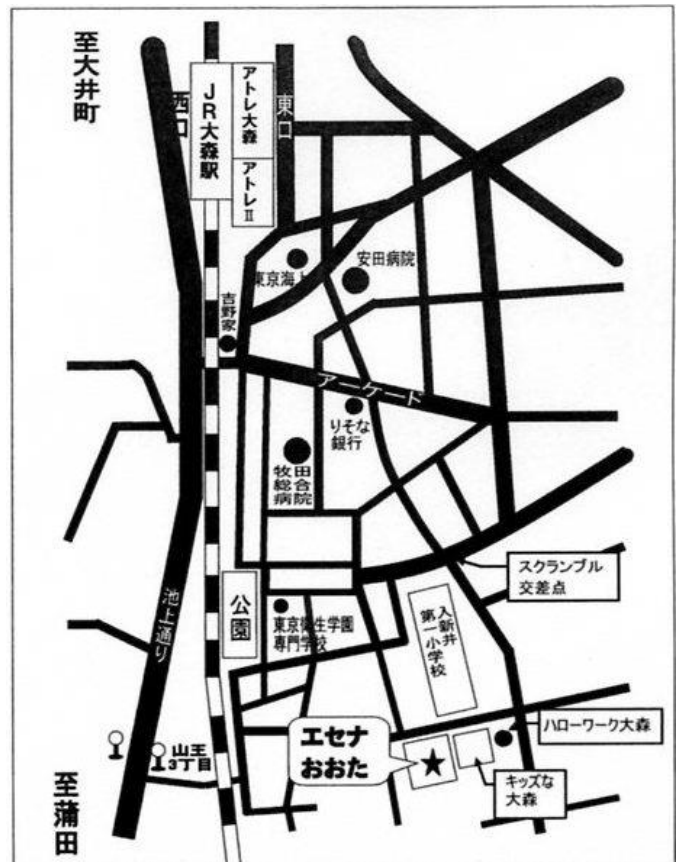 至大井町
西口
JR大森駅
アトレ大森
アトレⅡ
東口
東京海上
安田病院
吉野家
アーケード
りそな
銀行
牧田
総合
病院
スクランブル
交差点
公園
東京衛生学園
専門学校
入新井
第一小学校
池上通り
ハローワーク大森
エセナ
おおた
キッズな
大森
山王
3丁目
至蒲田